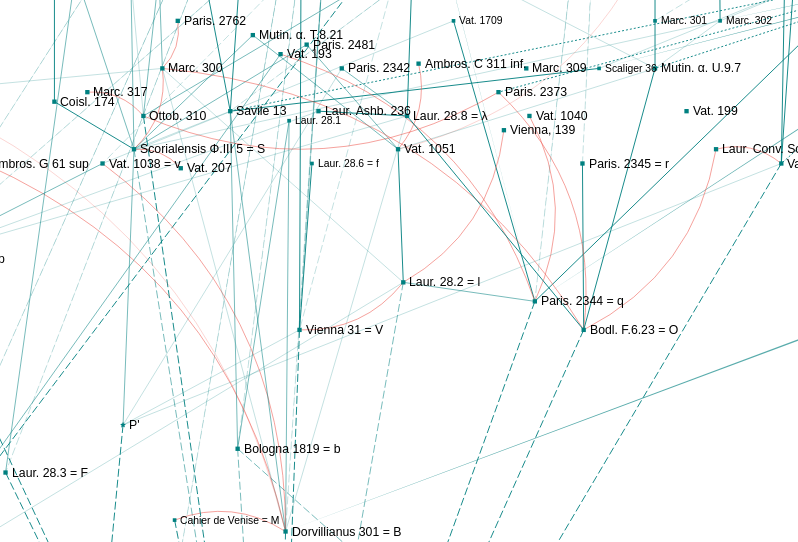 Paris. 2762
Vat. 1709
Marc. 301
Marc. 302
Mutin. α. T.8.21
Paris. 2481
Vat. 193
Marc. 300
Paris. 2342
Ambros. C 311 inf.
Marc. 309
Scaliger 36
Mutin. α. U.9.7
Marc. 317
Paris. 2373
Coisl. 174
Ottob. 310
Savile 13
Laur. Ashb. 236
Laur. 28.8 = λ
Vat. 1040
Vat. 199
Laur. 28.1
Vienna, 139
Scorialensis Φ.III 5 = S
Vat. 1051
Laur. Conv. So
mbros. G 61 sup
Vat. 1038 = v
Vat. 207
Laur. 28.6 = f
Paris. 2345 = r
Va
p
Laur. 28.2 = l
Paris. 2344 = q
Vienna 31 = V
Bodl. F.6.23 = O
P'
Bologna 1819 = b
Laur. 28.3 = F
Cahier de Venise = M
Dorvillianus 301 = B